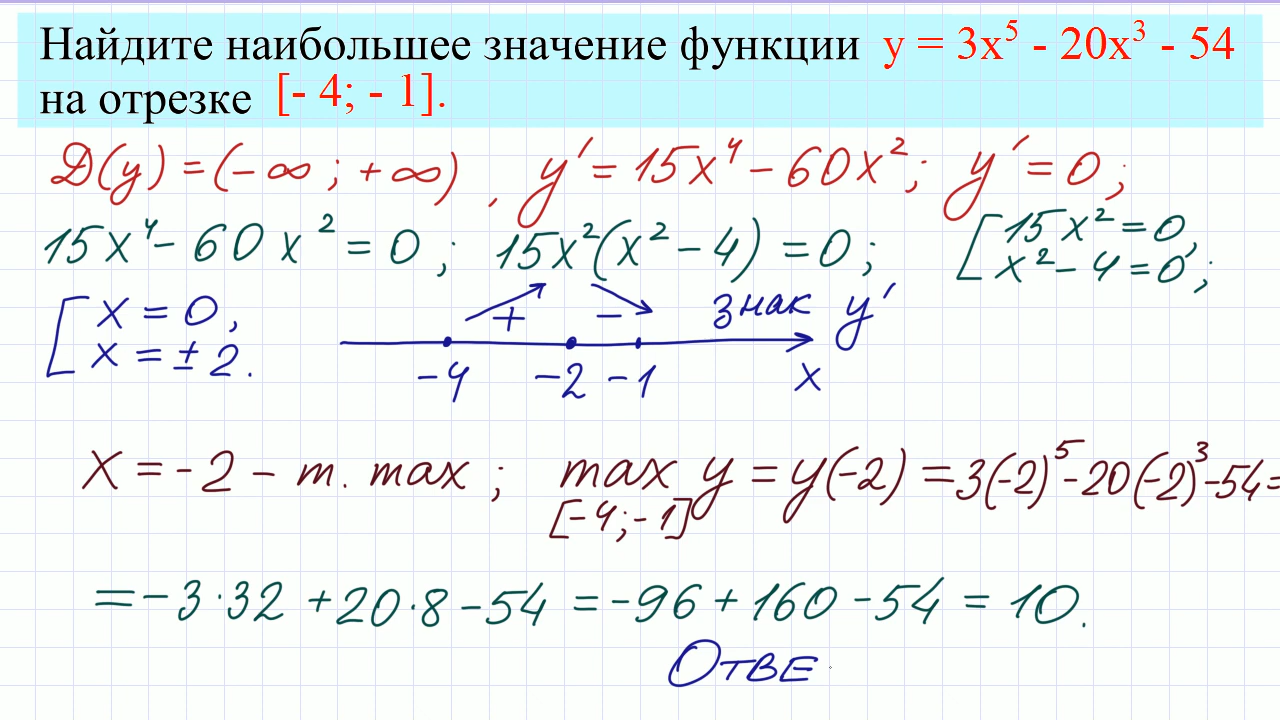 Найдите наибольшее значение функции y = 3x⁵ - 20x³ - 54
на отрезке [- 4; - 1].
D(y) = (-∞; +∞), y' = 15x⁴ - 60x²; y' = 0;
15x⁴ - 60x² = 0; 15x²(x² - 4) = 0; [15x² = 0,
x² - 4 = 0;
[x = 0,
x = ± 2.
+ - знак y'
-4 -2 -1 x
x = -2 - т. max; max y = y(-2) = 3(-2)⁵ - 20(-2)³ - 54 =
[-4;-1]
= -3·32 + 20·8 - 54 = -96 + 160 - 54 = 10.
Отве